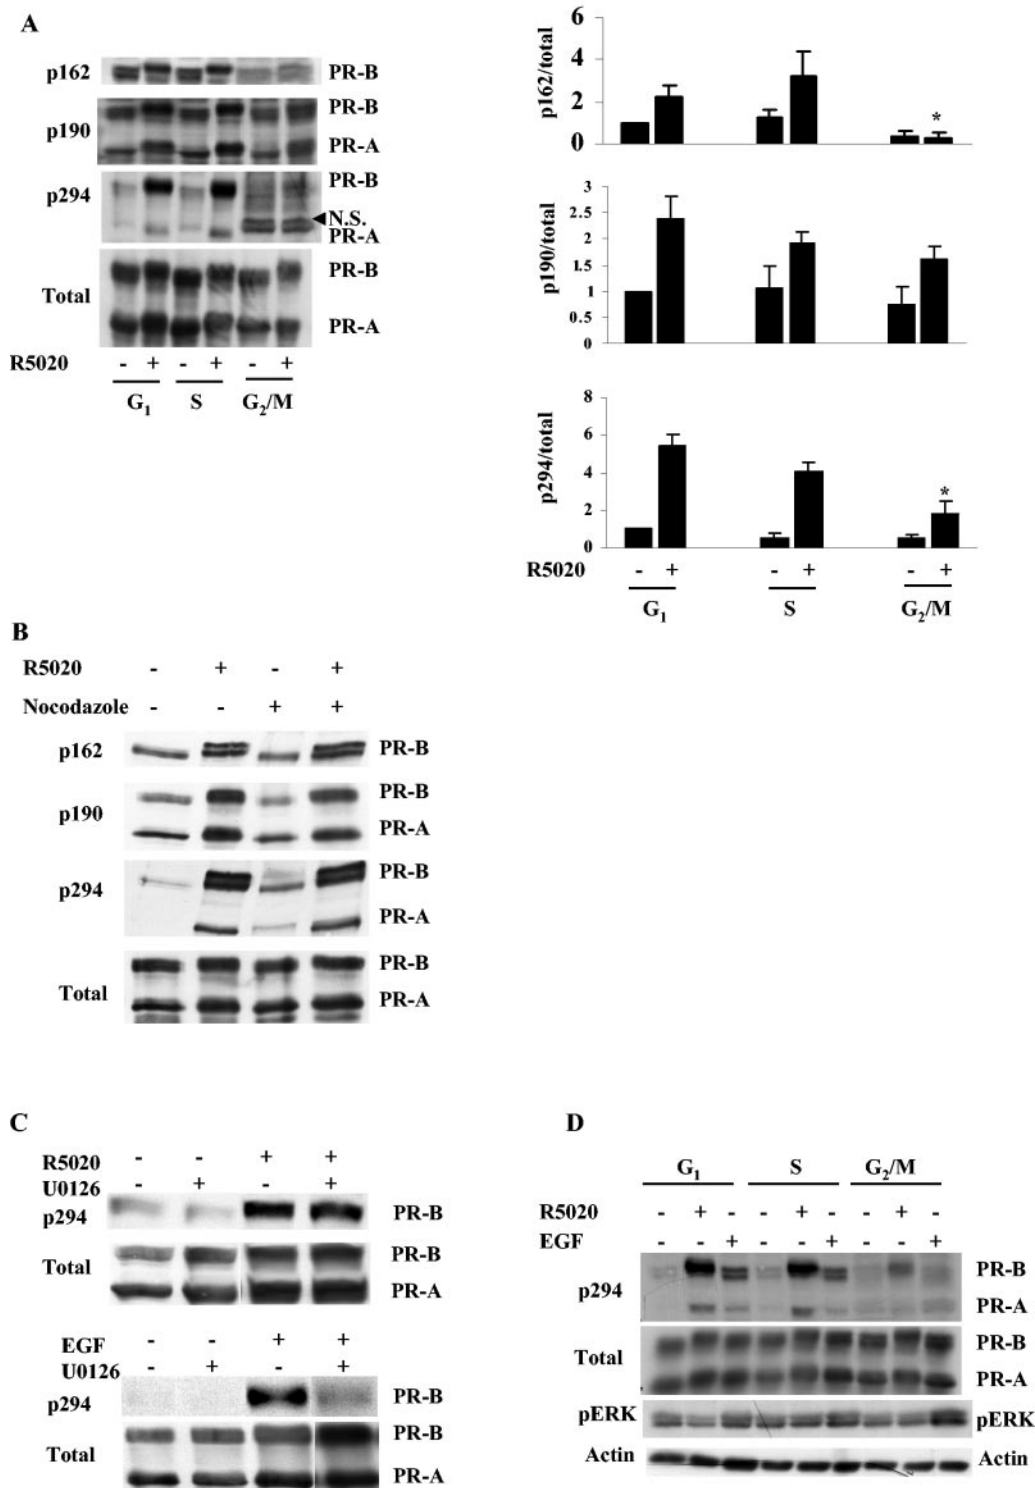 A
p162
PR-B
p190
PR-B
PR-A
p294
PR-B
N.S.
PR-A
Total
PR-B
PR-A
R5020 - + - + - +
G1 S G2/M
p162/total
6
4
2
0
*
p190/total
3
2.5
2
1.5
1
0.5
0
p294/total
8
6
4
2
0
*
R5020 - + - + - +
G1 S G2/M
B
R5020 - + - +
Nocodazole - - + +
p162
PR-B
p190
PR-B
PR-A
p294
PR-B
PR-A
Total
PR-B
PR-A
C
R5020 - - + +
U0126 - + - +
p294
PR-B
Total
PR-B
PR-A
EGF - - + +
U0126 - + - +
p294
PR-B
Total
PR-B
PR-A
D
G1 S G2/M
R5020 - + - - + - - + -
EGF - - + - - + - - +
p294
PR-B
PR-A
Total
PR-B
PR-A
pERK pERK
Actin Actin